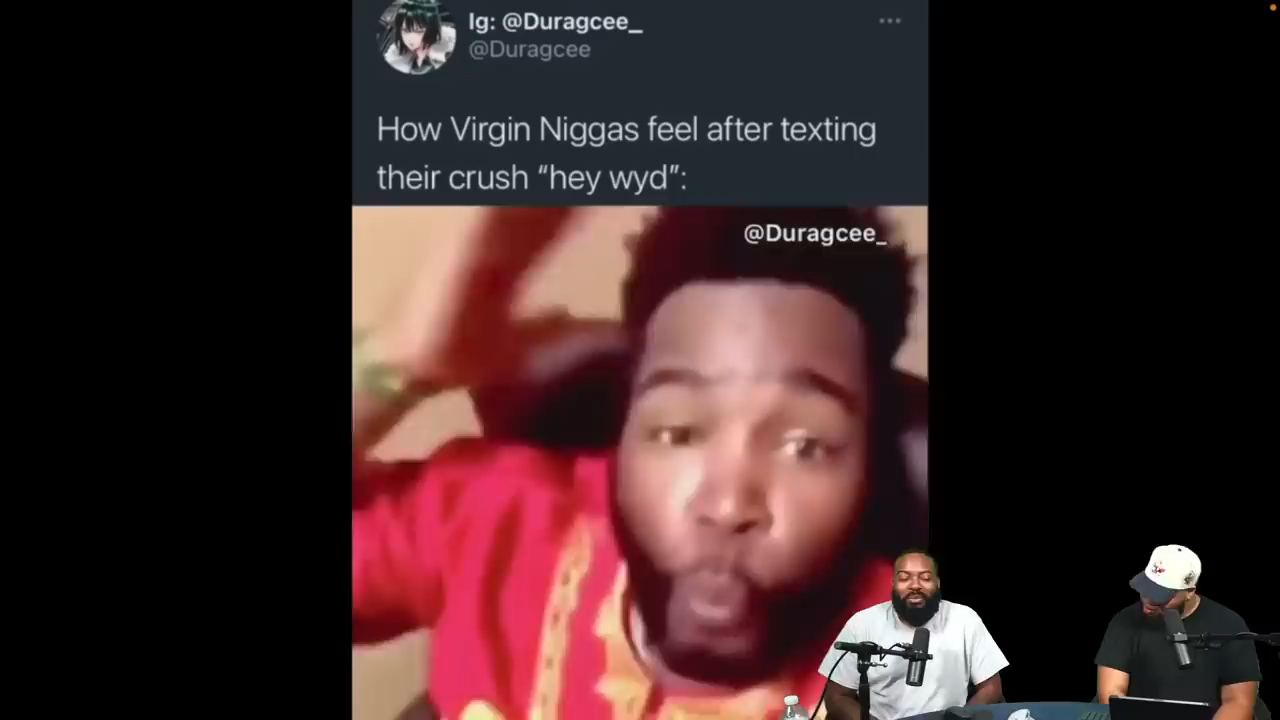 Ig: @Duragcee_
@Duragcee
How Virgin Niggas feel after texting
their crush “hey wyd”:
@Duragcee_